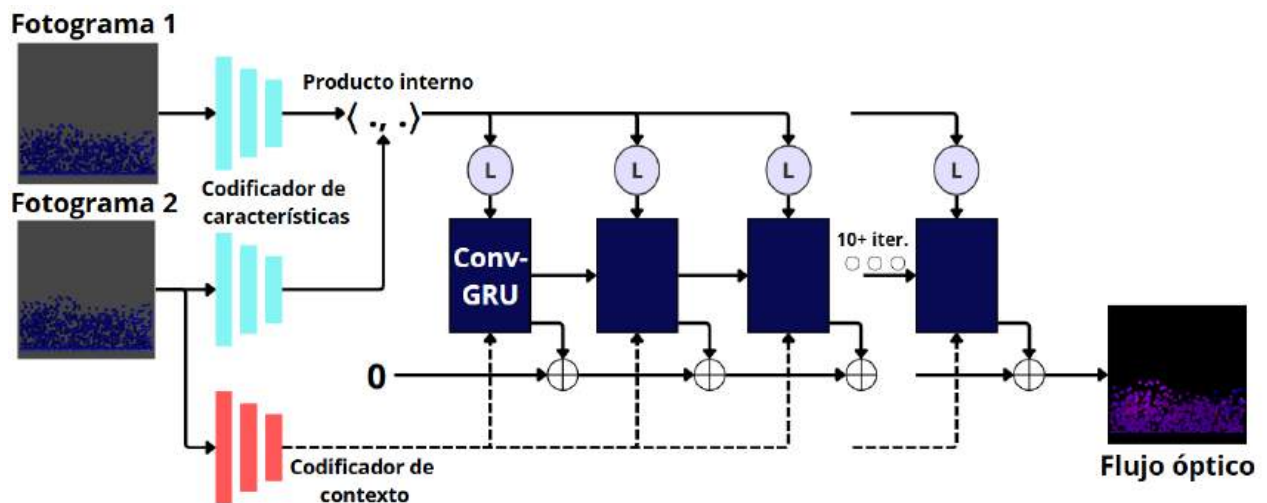 Fotograma 1
Producto interno
⟨ ., . ⟩
L
L
L
L
Codificador de
características
Fotograma 2
Conv-
GRU
10+ iter.
0
Codificador de
contexto
Flujo óptico